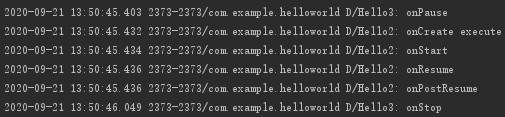 2020-09-21 13:50:45.403 2373-2373/com.example.helloworld D/Hello3: onPause
2020-09-21 13:50:45.432 2373-2373/com.example.helloworld D/Hello2: onCreate execute
2020-09-21 13:50:45.434 2373-2373/com.example.helloworld D/Hello2: onStart
2020-09-21 13:50:45.436 2373-2373/com.example.helloworld D/Hello2: onResume
2020-09-21 13:50:45.436 2373-2373/com.example.helloworld D/Hello2: onPostResume
2020-09-21 13:50:46.049 2373-2373/com.example.helloworld D/Hello3: onStop